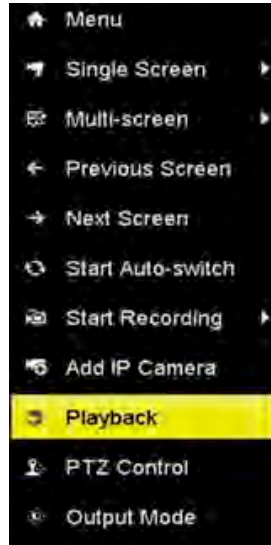 Menu
Single Screen
Multi-screen
Previous Screen
Next Screen
Start Auto-switch
Start Recording
Add IP Camera
Playback
PTZ Control
Output Mode